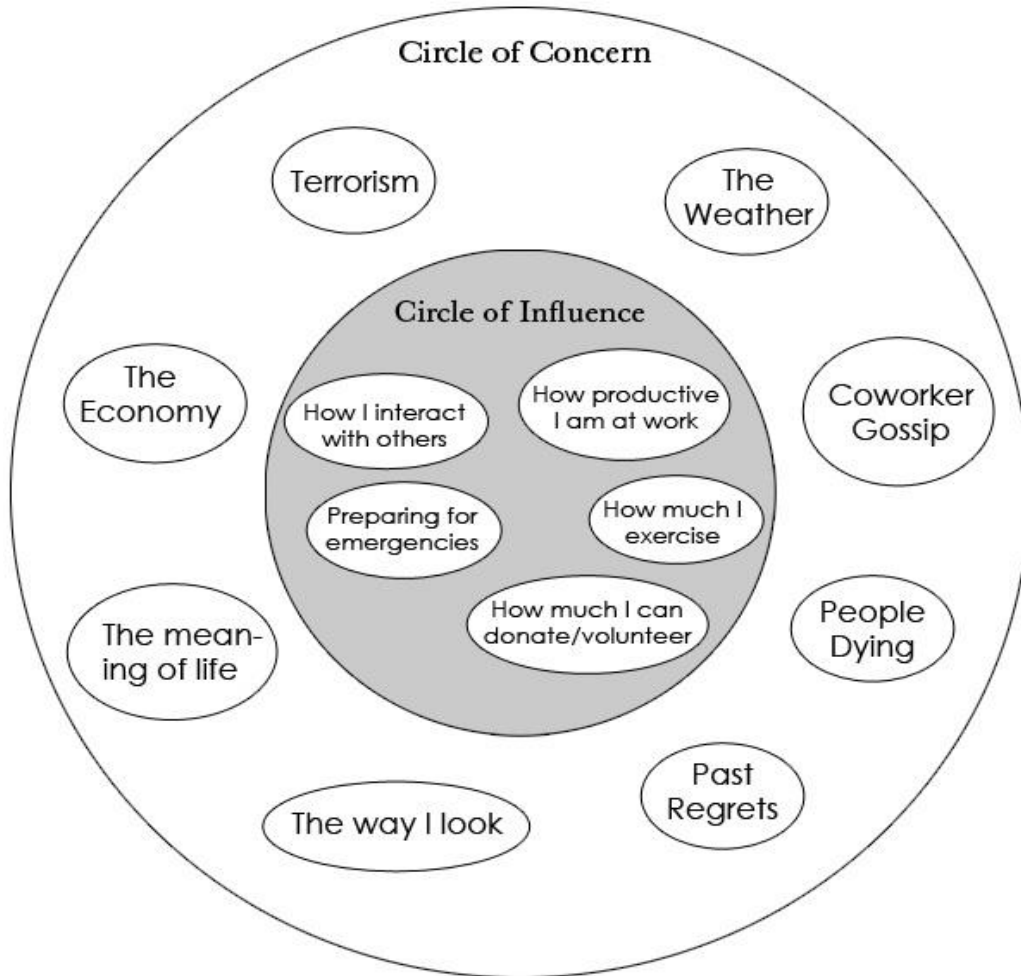 Circle of Concern
Terrorism
The
Weather
Circle of Influence
The
Economy
How I interact
with others
How productive
I am at work
Coworker
Gossip
Preparing for
emergencies
How much I
exercise
How much I can
donate/volunteer
The mean-
ing of life
People
Dying
The way I look
Past
Regrets